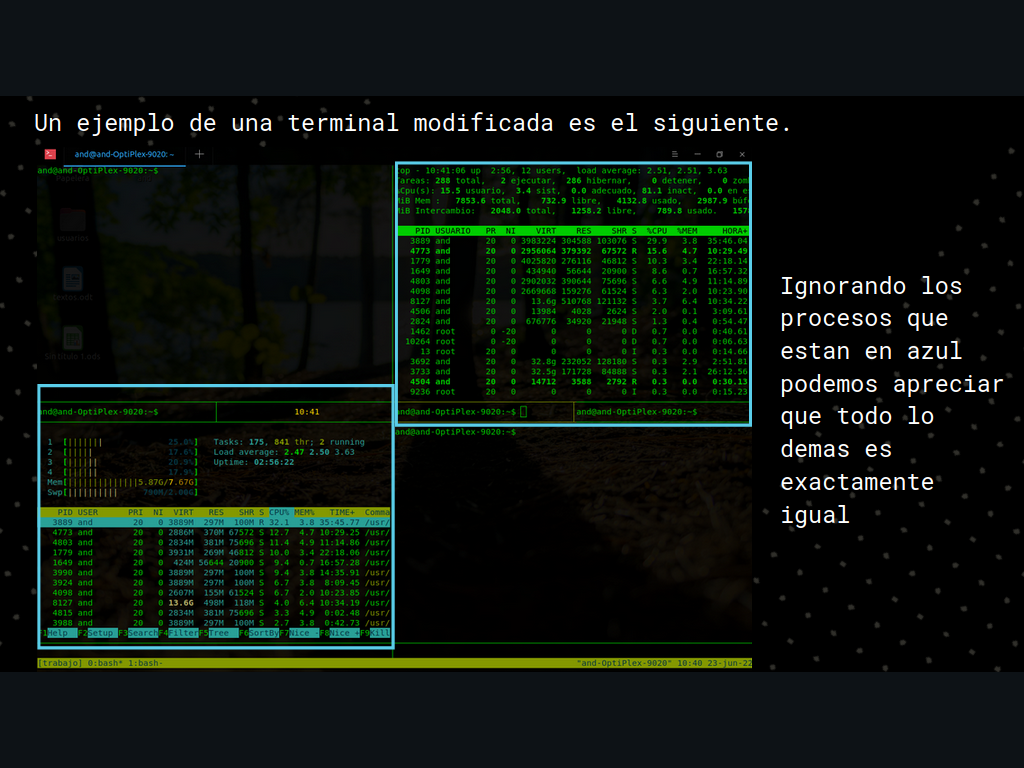 Un ejemplo de una terminal modificada es el siguiente.
and@and-OptiPlex-9020: ~
and@and-OptiPlex-9020:~$
op - 10:41:06 up 2:56, 12 users, load average: 2.51, 2.51, 3.63
Tareas: 288 total, 2 ejecutar, 286 hibernar, 0 detener, 0 zom
Cpu(s): 15.5 usuario, 3.4 sist, 0.0 adecuado, 81.1 inact, 0.0 en e
MiB Mem : 7853.6 total, 732.9 libre, 4132.8 usado, 2987.9 búf
MiB Intercambio: 2048.0 total, 1258.2 libre, 789.8 usado. 157
PID USUARIO PR NI VIRT RES SHR S %CPU %MEM HORA+
3889 and 20 0 3983224 304588 103076 S 29.9 3.8 35:46.04
4773 and 20 0 2956064 379392 67572 R 15.6 4.7 10:29.49
1779 and 20 0 4025820 276116 46812 S 10.3 3.4 22:18.14
1649 and 20 0 434940 56644 20900 S 8.6 0.7 16:57.32
4803 and 20 0 2902032 390644 75696 S 6.6 4.9 11:14.89
4098 and 20 0 2669668 159276 61524 S 6.3 2.0 10:23.90
8127 and 20 0 13.6g 510768 121132 S 3.7 6.4 10:34.22
4506 and 20 0 13984 4028 2624 S 2.0 0.1 3:09.61
2824 and 20 0 676776 34920 21948 S 1.3 0.4 0:54.47
1462 root 0 -20 0 0 0 D 0.7 0.0 0:40.61
10264 root 0 -20 0 0 0 D 0.7 0.0 0:06.63
13 root 20 0 0 0 0 I 0.3 0.0 0:14.66
3692 and 20 0 32.8g 232052 128180 S 0.3 2.9 2:51.81
3733 and 20 0 32.5g 171728 84888 S 0.3 2.1 26:12.56
4504 and 20 0 14712 3588 2792 R 0.3 0.0 0:30.13
9236 root 20 0 0 0 0 I 0.3 0.0 0:15.23
and@and-OptiPlex-9020:~$ and@and-OptiPlex-9020:~$
and@and-OptiPlex-9020:~$
and@and-OptiPlex-9020:~$ 10:41
1 [||||||| 25.0%] Tasks: 175, 841 thr; 2 running
2 [||||| 17.6%] Load average: 2.47 2.50 3.63
3 [|||||| 20.3%] Uptime: 02:56:22
4 [|||||| 17.9%]
Mem[||||||||||||||5.87G/7.67G]
Swp[|||||||||| 790M/2.00G]
PID USER PRI NI VIRT RES SHR S CPU% MEM% TIME+ Comma
3889 and 20 0 3889M 297M 100M R 32.1 3.8 35:45.77 /usr/
4773 and 20 0 2886M 370M 67572 S 12.7 4.7 10:29.25 /usr/
4803 and 20 0 2834M 381M 75696 S 11.4 4.9 11:14.86 /usr/
1779 and 20 0 3931M 269M 46812 S 10.0 3.4 22:18.06 /usr/
1649 and 20 0 424M 56644 20900 S 9.4 0.7 16:57.28 /usr/
3990 and 20 0 3889M 297M 100M S 9.4 3.8 14:35.91 /usr/
3924 and 20 0 3889M 297M 100M S 6.7 3.8 8:09.45 /usr/
4098 and 20 0 2607M 155M 61524 S 6.7 2.0 10:23.85 /usr/
8127 and 20 0 13.6G 498M 118M S 4.0 6.4 10:34.19 /usr/
4815 and 20 0 2834M 381M 75696 S 3.3 4.9 0:02.48 /usr/
3988 and 20 0 3889M 297M 100M S 2.7 3.8 0:42.73 /usr/
F1Help F2Setup F3SearchF4FilterF5Tree F6SortByF7Nice -F8Nice +F9Kill
[trabajo] 0:bash* 1:bash- "and-OptiPlex-9020" 10:40 23-jun-22
Ignorando los
procesos que
estan en azul
podemos apreciar
que todo lo
demas es
exactamente
igual